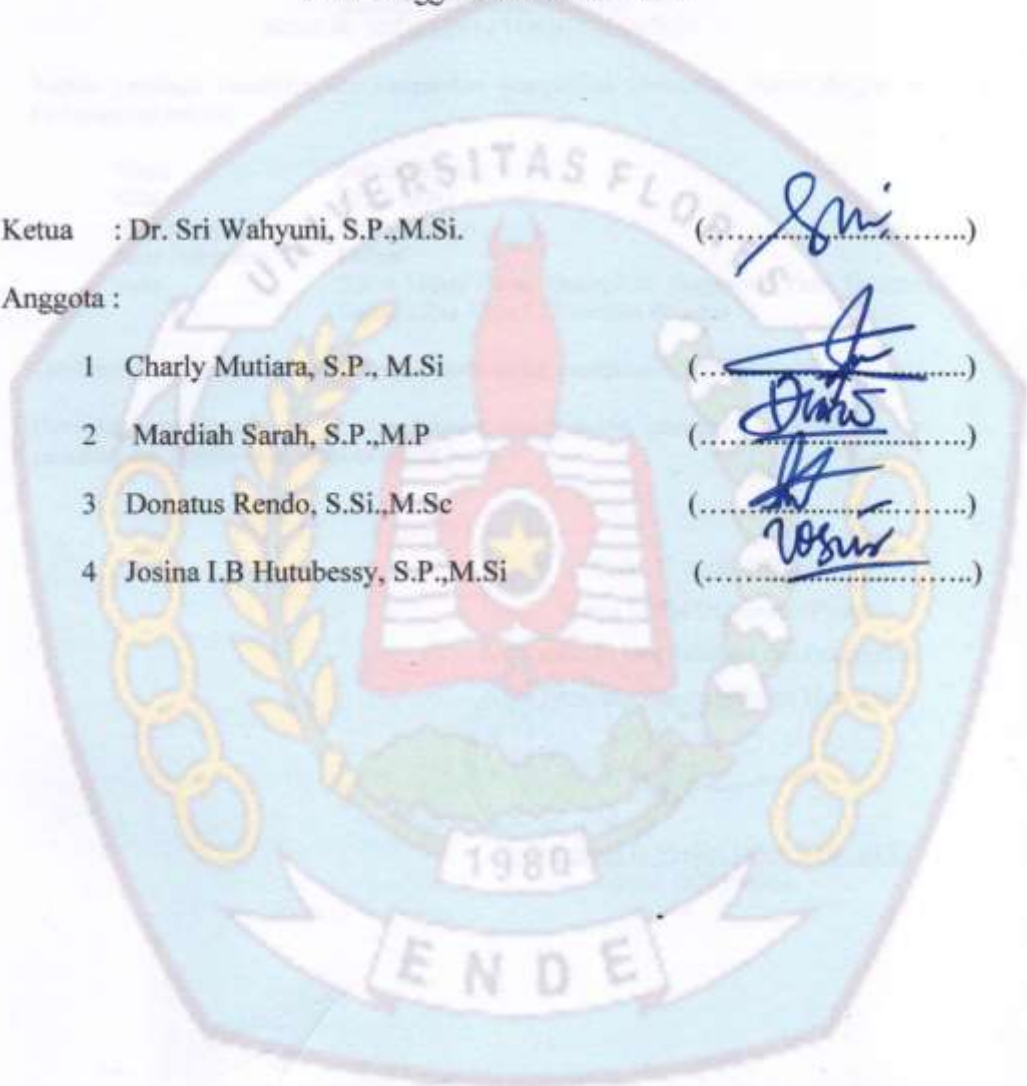 UNIVERSITAS FLORES
Ketua : Dr. Sri Wahyuni, S.P.,M.Si. (....................)
Anggota :
1 Charly Mutiara, S.P., M.Si (....................)
2 Mardiah Sarah, S.P.,M.P (....................)
3 Donatus Rendo, S.Si.,M.Sc (....................)
4 Josina I.B Hutubessy, S.P.,M.Si (....................)
1980
ENDE